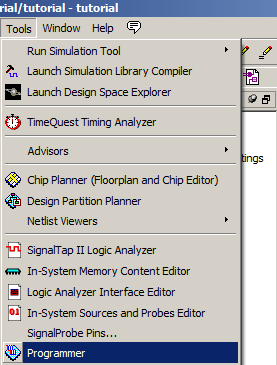 rial/tutorial - tutorial
Tools Window Help
Run Simulation Tool
Launch Simulation Library Compiler
Launch Design Space Explorer
TimeQuest Timing Analyzer
Advisors
tings
Chip Planner (Floorplan and Chip Editor)
Design Partition Planner
Netlist Viewers
SignalTap II Logic Analyzer
In-System Memory Content Editor
Logic Analyzer Interface Editor
In-System Sources and Probes Editor
SignalProbe Pins...
Programmer